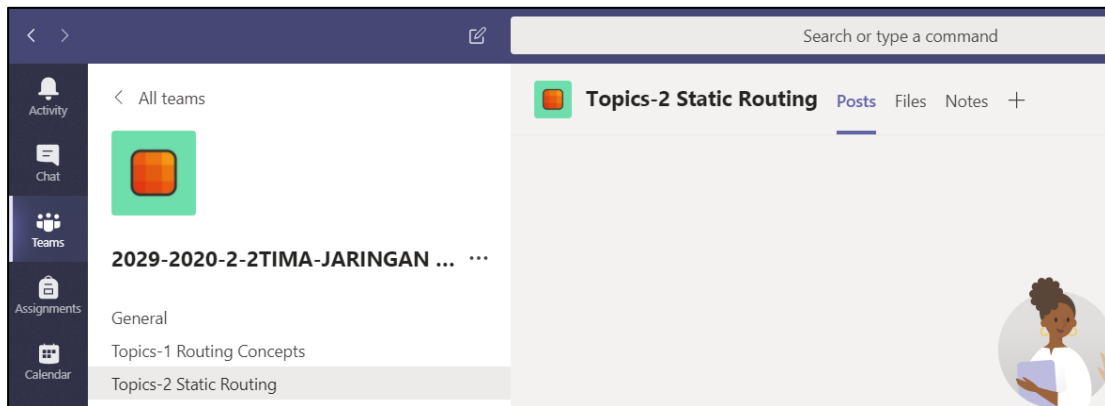 Search or type a command
Activity
Chat
Teams
Assignments
Calendar
All teams
2029-2020-2-2TIMA-JARINGAN ...
General
Topics-1 Routing Concepts
Topics-2 Static Routing
Topics-2 Static Routing Posts Files Notes